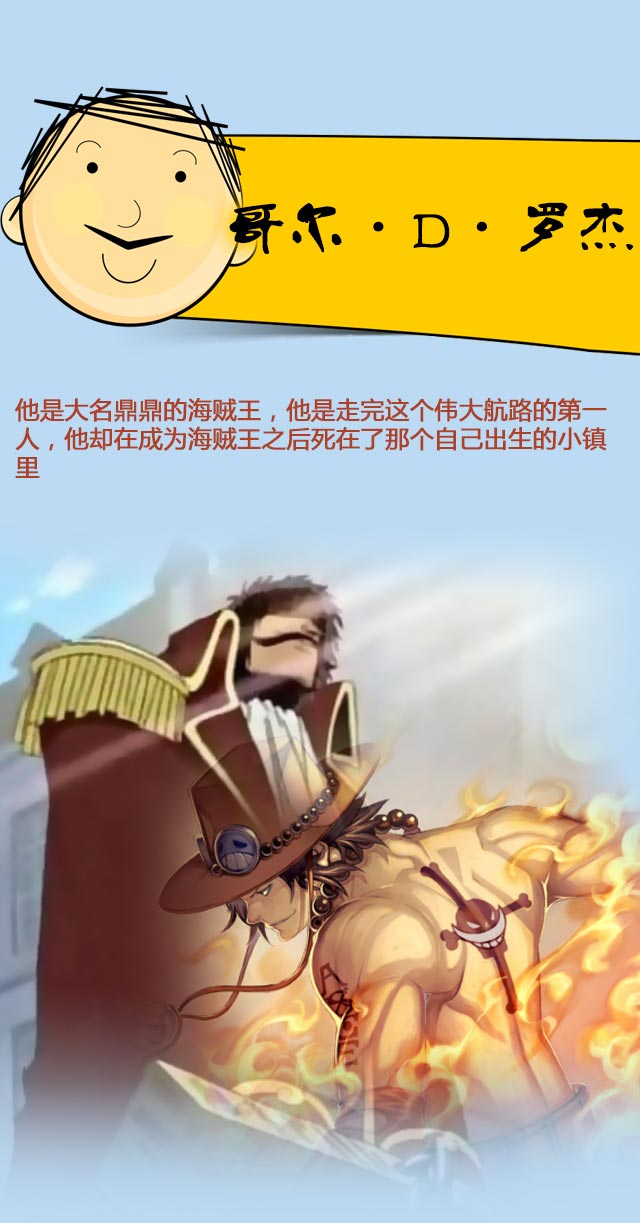 哥尔·D·罗杰
他是大名鼎鼎的海贼王，他是走完这个伟大航路的第一
人，他却在成为海贼王之后死在了那个自己出生的小镇
里